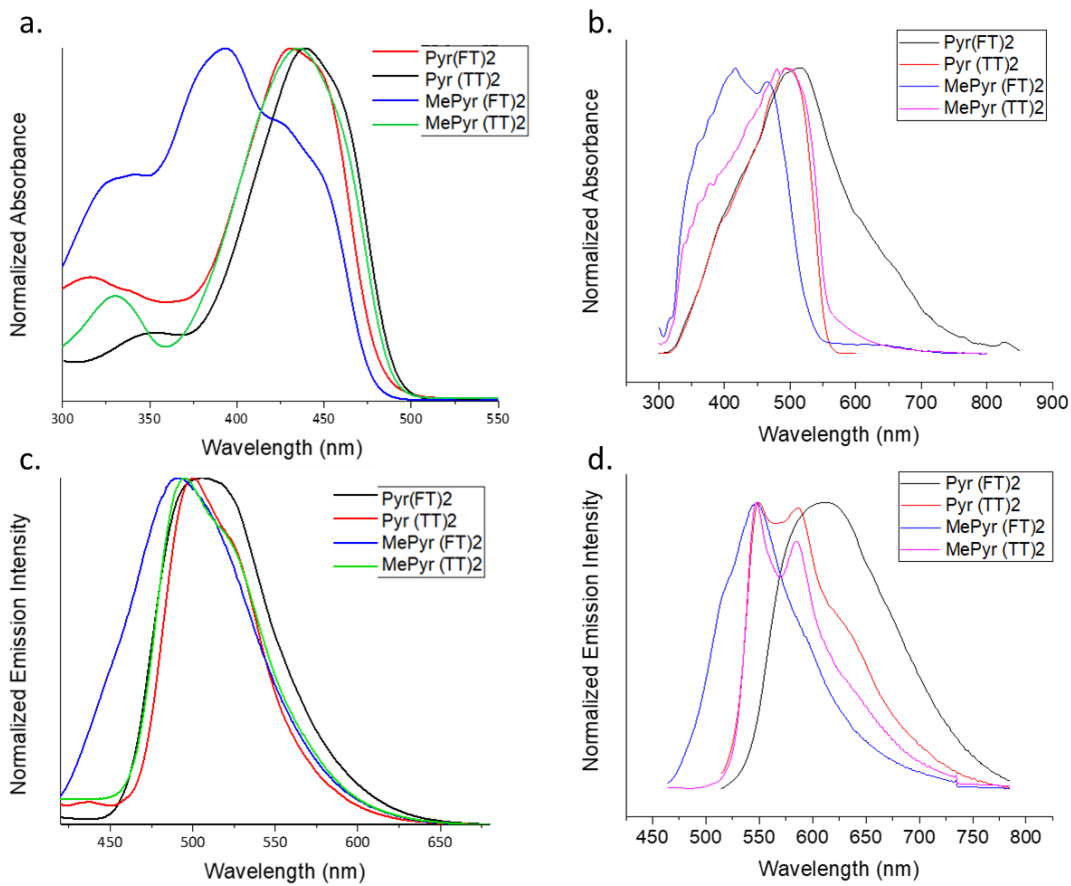 a.
Normalized Absorbance
Pyr(FT)2
Pyr (TT)2
MePyr (FT)2
MePyr (TT)2
300 350 400 450 500 550
Wavelength (nm)
b.
Normalized Absorbance
Pyr(FT)2
Pyr (TT)2
MePyr (FT)2
MePyr (TT)2
300 400 500 600 700 800 900
Wavelength (nm)
c.
Normalized Emission Intensity
Pyr(FT)2
Pyr (TT)2
MePyr (FT)2
MePyr (TT)2
450 500 550 600 650
Wavelength (nm)
d.
Normalized Emission Intensity
Pyr (FT)2
Pyr (TT)2
MePyr (FT)2
MePyr (TT)2
450 500 550 600 650 700 750 800
Wavelength (nm)